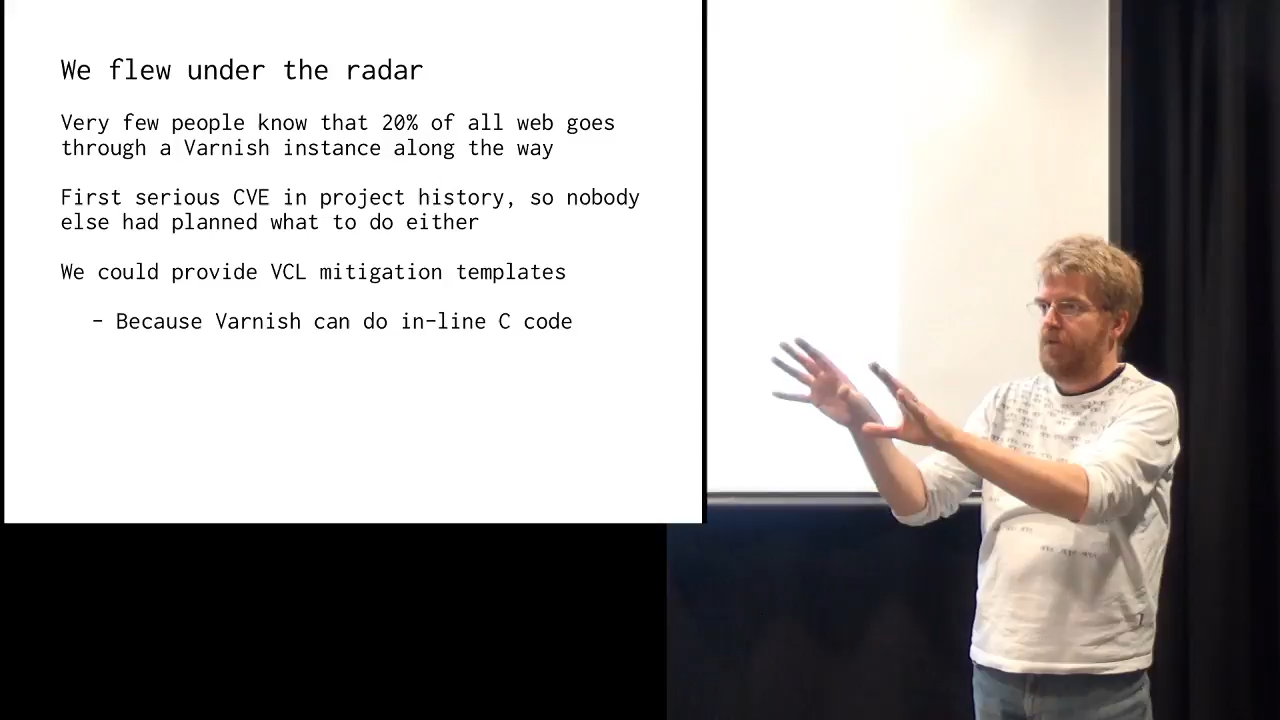 We flew under the radar
Very few people know that 20% of all web goes
through a Varnish instance along the way
First serious CVE in project history, so nobody
else had planned what to do either
We could provide VCL mitigation templates
- Because Varnish can do in-line C code